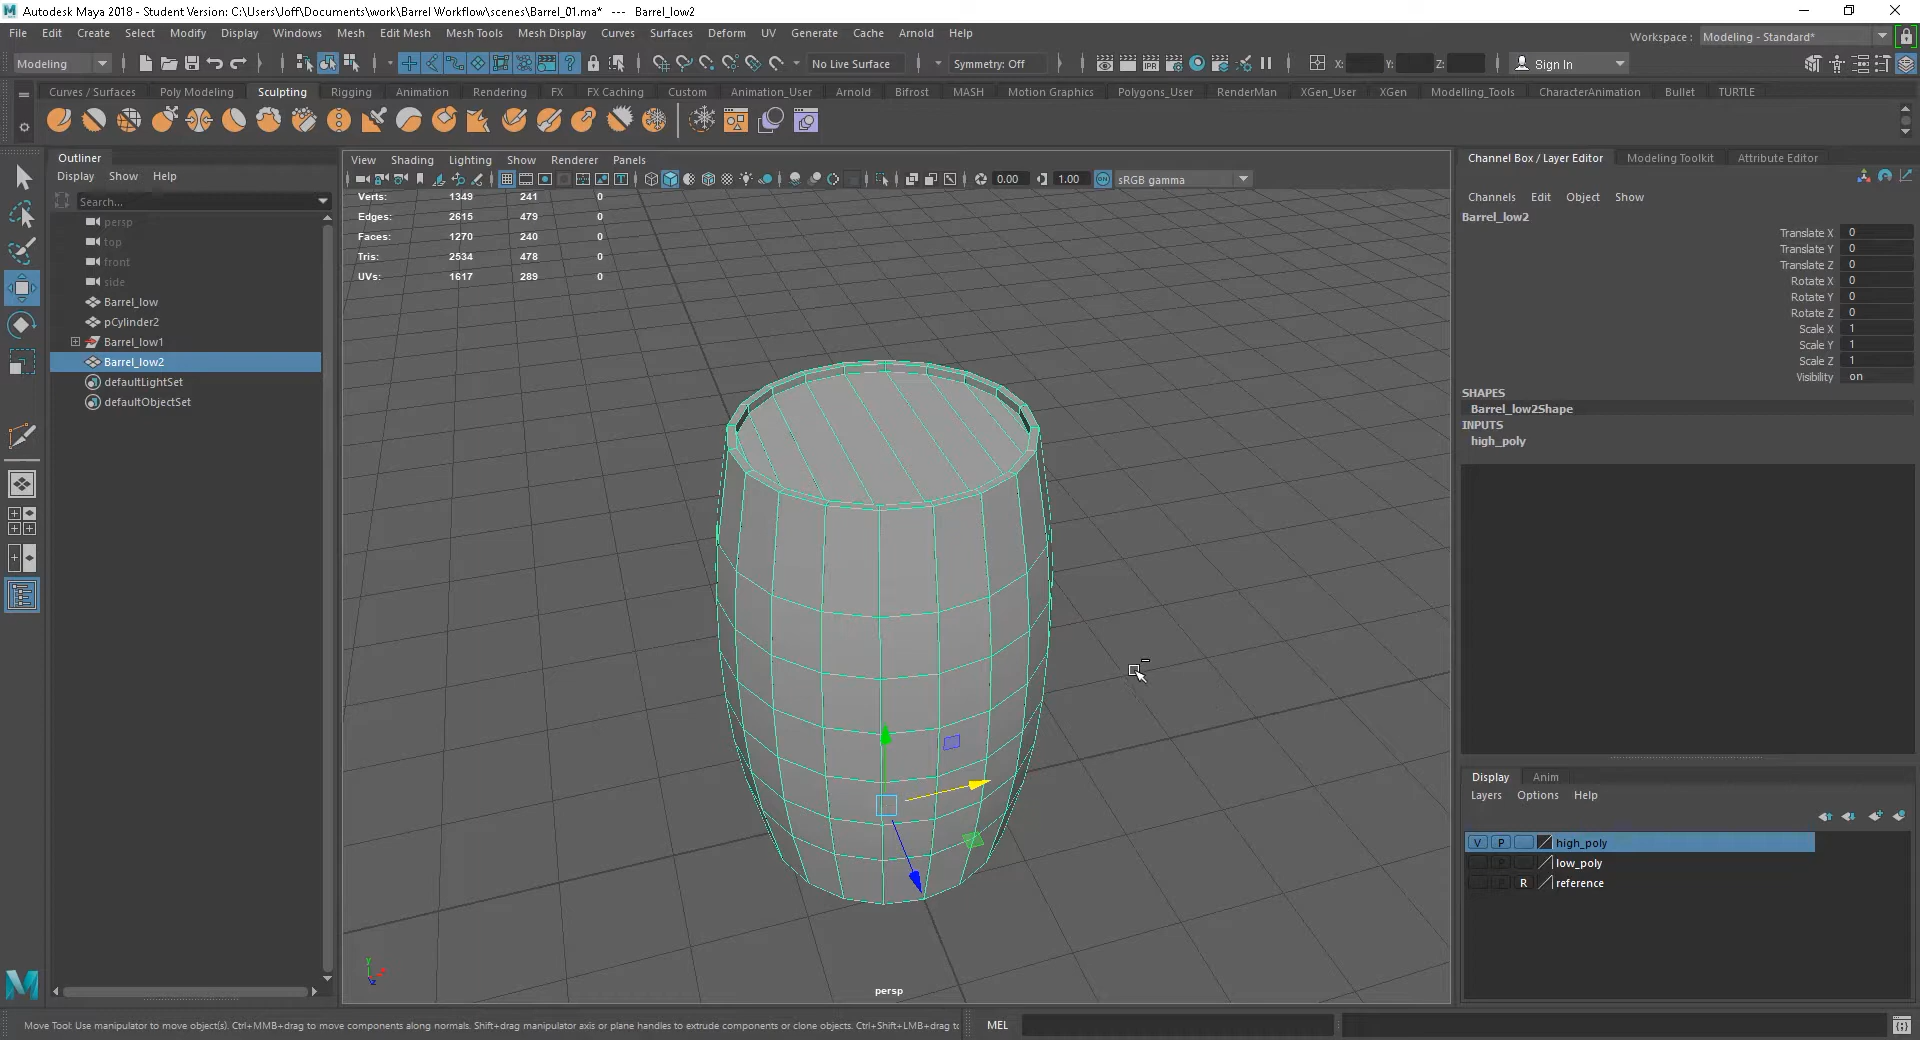 Autodesk Maya 2018 - Student Version: C:\Users\Joff\Documents\work\Barrel Workflow\scenes\Barrel_01.ma* --- Barrel_low2
File Edit Create Select Modify Display Windows Mesh Edit Mesh Mesh Tools Mesh Display Curves Surfaces Deform UV Generate Cache Arnold Help
Workspace : Modeling - Standard*
Modeling No Live Surface Symmetry: Off X: Y: Z: Sign In
Curves / Surfaces Poly Modeling Sculpting Rigging Animation Rendering FX FX Caching Custom Animation_User Arnold Bifrost MASH Motion Graphics Polygons_User RenderMan XGen_User XGen Modelling_Tools CharacterAnimation Bullet TURTLE
Outliner
Display Show Help
Search...
persp
top
front
side
Barrel_low
pCylinder2
Barrel_low1
Barrel_low2
defaultLightSet
defaultObjectSet
View Shading Lighting Show Renderer Panels
0.00 1.00 sRGB gamma
Verts: 1349 241 0
Edges: 2615 479 0
Faces: 1270 240 0
Tris: 2534 478 0
UVs: 1617 289 0
persp
Channel Box / Layer Editor Modeling Toolkit Attribute Editor
Channels Edit Object Show
Barrel_low2
Translate X 0
Translate Y 0
Translate Z 0
Rotate X 0
Rotate Y 0
Rotate Z 0
Scale X 1
Scale Y 1
Scale Z 1
Visibility on
SHAPES
Barrel_low2Shape
INPUTS
high_poly
Display Anim
Layers Options Help
V P high_poly
P low_poly
P R reference
Move Tool: Use manipulator to move object(s). Ctrl+MMB+drag to move components along normals. Shift+drag manipulator axis or plane handles to extrude components or clone objects. Ctrl+Shift+LMB+drag to
MEL